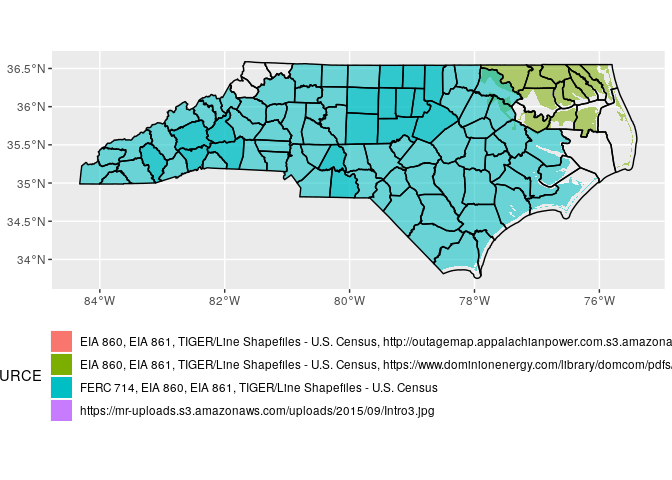 36.5°N
36°N
35.5°N
35°N
34.5°N
34°N
84°W
82°W
80°W
78°W
76°W
URCE
EIA 860, EIA 861, TIGER/Line Shapefiles - U.S. Census, http://outagemap.appalachianpower.com.s3.amazona
EIA 860, EIA 861, TIGER/Line Shapefiles - U.S. Census, https://www.dominionenergy.com/library/domcom/pdfs/
FERC 714, EIA 860, EIA 861, TIGER/Line Shapefiles - U.S. Census
https://mr-uploads.s3.amazonaws.com/uploads/2015/09/Intro3.jpg